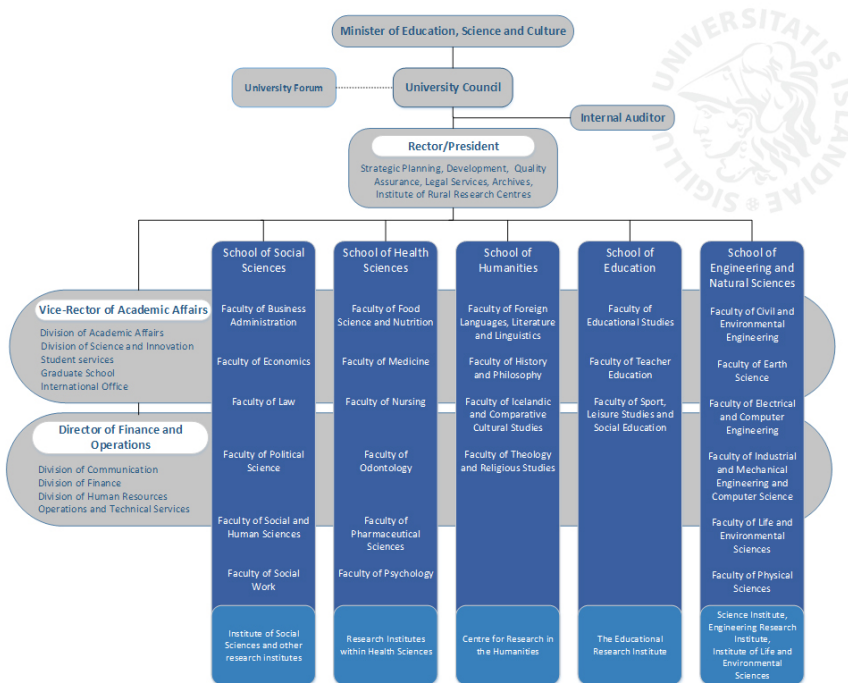 Minister of Education, Science and Culture
UNIVERSITATIS ISLANDIAE SIGILLU
University Forum
University Council
Internal Auditor
Rector/President
Strategic Planning, Development, Quality
Assurance, Legal Services, Archives,
Institute of Rural Research Centres
Vice-Rector of Academic Affairs
Division of Academic Affairs
Division of Science and Innovation
Student services
Graduate School
International Office
Director of Finance and
Operations
Division of Communication
Division of Finance
Division of Human Resources
Operations and Technical Services
School of Social
Sciences
Faculty of Business
Administration
Faculty of Economics
Faculty of Law
Faculty of Political
Science
Faculty of Social and
Human Sciences
Faculty of Social
Work
Institute of Social
Sciences and other
research institutes
School of Health
Sciences
Faculty of Food
Science and Nutrition
Faculty of Medicine
Faculty of Nursing
Faculty of
Odontology
Faculty of
Pharmaceutical
Sciences
Faculty of Psychology
Research Institutes
within Health Sciences
School of
Humanities
Faculty of Foreign
Languages, Literature
and Linguistics
Faculty of History
and Philosophy
Faculty of Icelandic
and Comparative
Cultural Studies
Faculty of Theology
and Religious Studies
Centre for Research in
the Humanities
School of
Education
Faculty of
Educational Studies
Faculty of Teacher
Education
Faculty of Sport,
Leisure Studies and
Social Education
The Educational
Research Institute
School of
Engineering and
Natural Sciences
Faculty of Civil and
Environmental
Engineering
Faculty of Earth
Science
Faculty of Electrical
and Computer
Engineering
Faculty of Industrial
and Mechanical
Engineering and
Computer Science
Faculty of Life and
Environmental
Sciences
Faculty of Physical
Sciences
Science Institute,
Engineering Research
Institute,
Institute of Life and
Environmental
Sciences